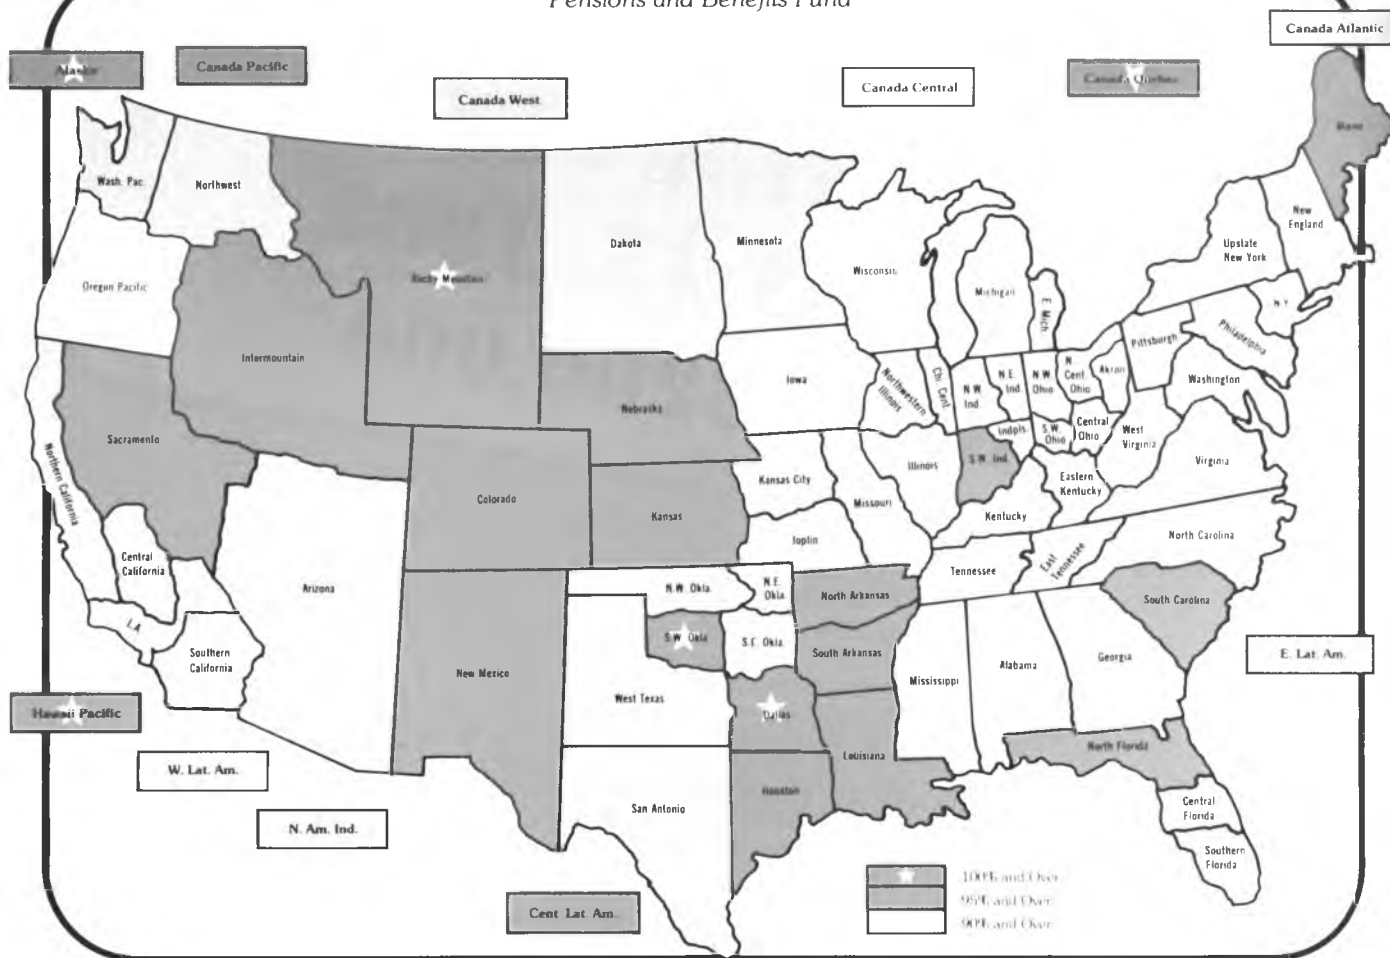 Pensions and Benefits Fund
Canada Atlantic
Alaska
Canada Pacific
Canada West
Canada Central
Canada Quebec
Maine
Wash. Pac.
Northwest
Rocky Mountain
Dakota
Minnesota
Wisconsin
Michigan
E. Mich.
Upstate
New York
New
England
N.Y.
Oregon Pacific
Intermountain
Nebraska
Iowa
Northwestern
Illinois
Chi. Cent.
N.W.
Ind.
N.E.
Ind.
N.W.
Ohio
N.
Cent.
Ohio
Akron
Pittsburgh
Philadelphia
Washington
Northern California
Sacramento
Colorado
Kansas
Kansas City
Missouri
Illinois
S.W. Ind.
Indpls.
S.W.
Ohio
Central
Ohio
West
Virginia
Virginia
Eastern
Kentucky
Kentucky
Central
California
Arizona
Joplin
Tennessee
East
Tennessee
North Carolina
L.A.
Southern
California
New Mexico
N.W. Okla.
N.E.
Okla.
S.W. Okla.
S.E. Okla.
North Arkansas
South Arkansas
South Carolina
West Texas
Dallas
Mississippi
Alabama
Georgia
E. Lat. Am.
Hawaii Pacific
W. Lat. Am.
N. Am. Ind.
San Antonio
Houston
Louisiana
North Florida
Central
Florida
Southern
Florida
Cent. Lat. Am.
100% and Over
95% and Over
90% and Over